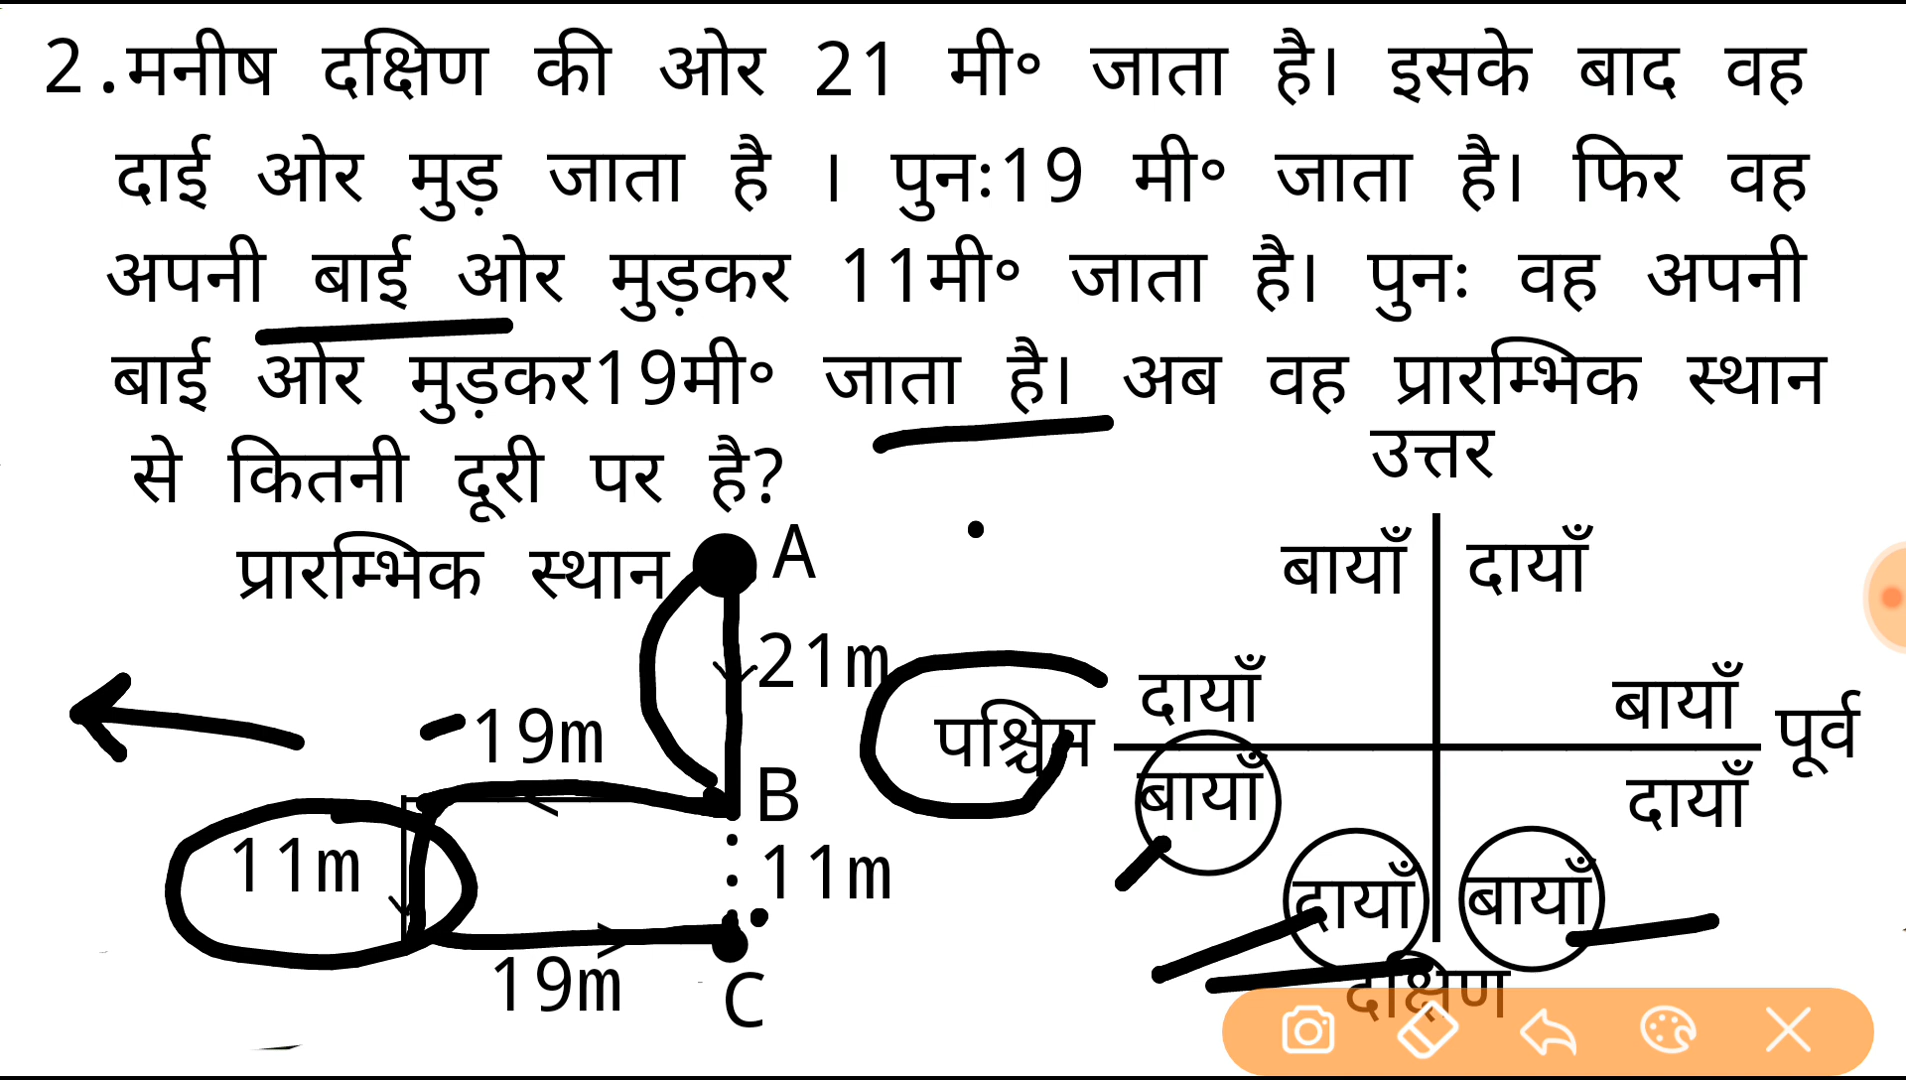 2.मनीष दक्षिण की ओर 21 मी° जाता है। इसके बाद वह
दाई ओर मुड़ जाता है । पुनः19 मी° जाता है। फिर वह
अपनी बाई ओर मुड़कर 11मी° जाता है। पुनः वह अपनी
बाई ओर मुड़कर19मी° जाता है। अब वह प्रारम्भिक स्थान
से कितनी दूरी पर है?
उत्तर
प्रारम्भिक स्थान A
बायाँ दायाँ
21m
दायाँ
बायाँ
19m
पश्चिम
पूर्व
B
बायाँ
दायाँ
11m
11m
दायाँ
बायाँ
19m
C
दक्षिण